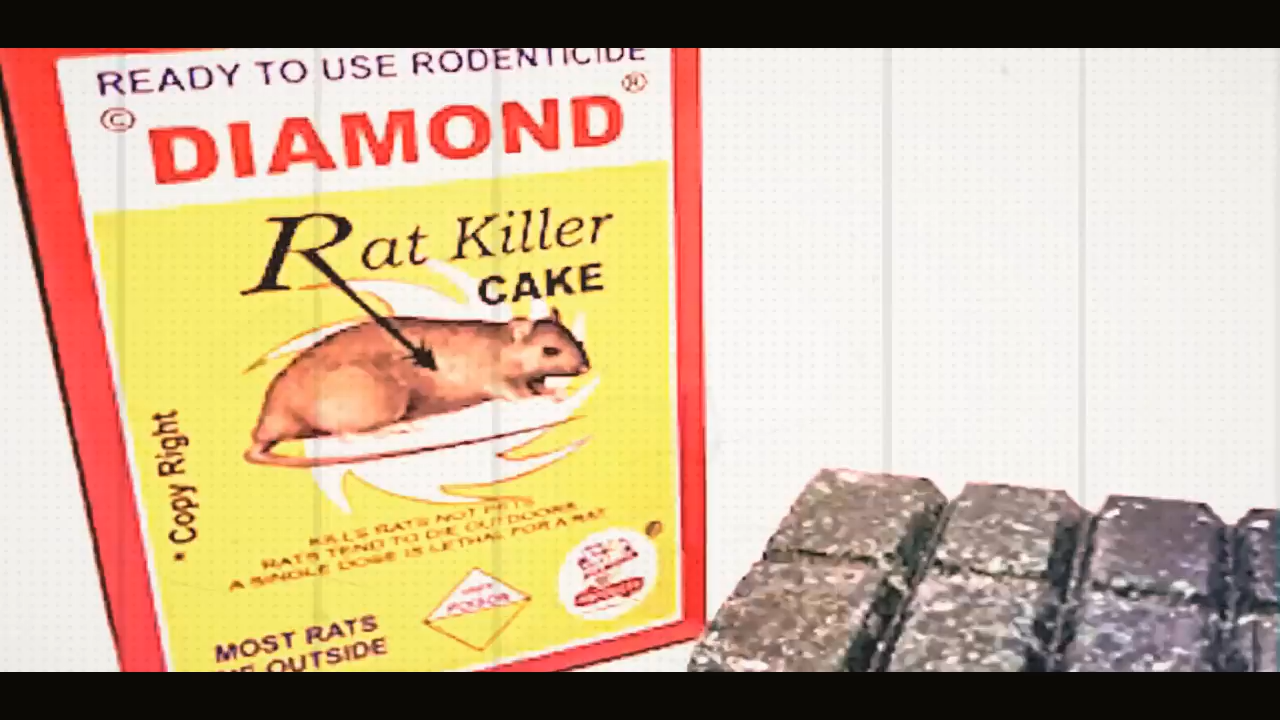 READY TO USE RODENTICIDE
© DIAMOND ®
Rat Killer
CAKE
* Copy Right
KILLS RATS NOT PETS
RATS TEND TO DIE OUTDOORS
A SINGLE DOSE IS LETHAL FOR A RAT
POISON
MOST RATS
OUTSIDE